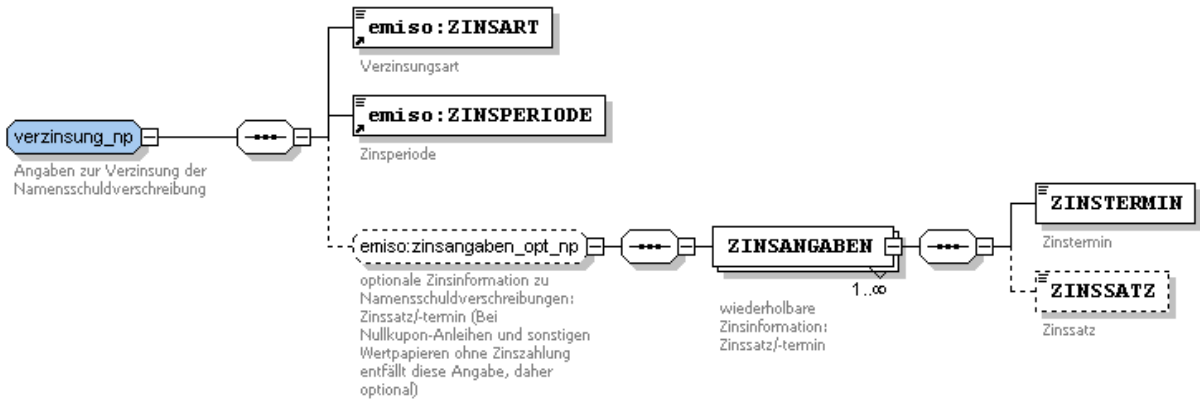 emiso:ZINSART
Verzinsungsart
emiso:ZINSPERIODE
Zinsperiode
verzinsung_np
Angaben zur Verzinsung der
Namensschuldverschreibung
emiso:zinsangaben_opt_np
optionale Zinsinformation zu
Namensschuldverschreibungen:
Zinssatz/-termin (Bei
Nullkupon-Anleihen und sonstigen
Wertpapieren ohne Zinszahlung
entfällt diese Angabe, daher
optional)
ZINSANGABEN
1..∞
wiederholbare
Zinsinformation:
Zinssatz/-termin
ZINSTERMIN
Zinstermin
ZINSSATZ
Zinssatz